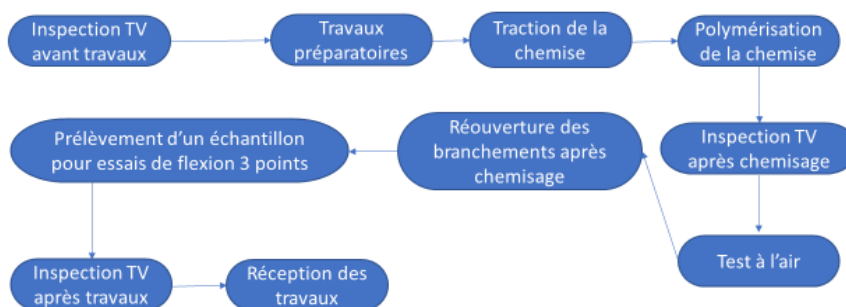 Inspection TV
avant travaux
Travaux
préparatoires
Traction de la
chemise
Polymérisation
de la chemise
Inspection TV
après chemisage
Test à l'air
Réouverture des
branchements après
chemisage
Prélèvement d'un échantillon
pour essais de flexion 3 points
Inspection TV
après travaux
Réception des
travaux